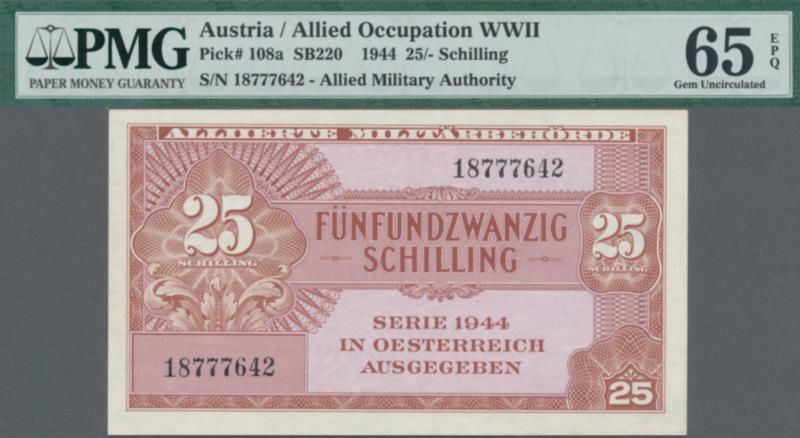 PMG
PAPER MONEY GUARANTY
Austria / Allied Occupation WWII
Pick# 108a SB220 1944 25/- Schilling
S/N 18777642 - Allied Military Authority
65 EPQ
Gem Uncirculated
ALLIIERTE MILITÄRBEHÖRDE
18777642
25
SCHILLING
FÜNFUNDZWANZIG
SCHILLING
25
SCHILLING
SERIE 1944
IN OESTERREICH
AUSGEGEBEN
18777642
25